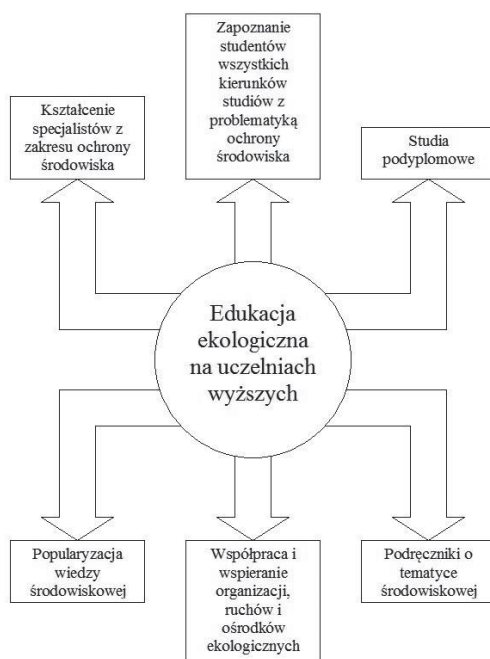 Zapoznanie
studentów
wszystkich
kierunków
studiów z
problematyką
ochrony
środowiska
Kształcenie
specjalistów z
zakresu ochrony
środowiska
Studia
podyplomowe
Edukacja
ekologiczna
na uczelniach
wyższych
Popularyzacja
wiedzy
środowiskowej
Współpraca i
wspieranie
organizacji,
ruchów i
ośrodków
ekologicznych
Podręczniki o
tematyce
środowiskowej